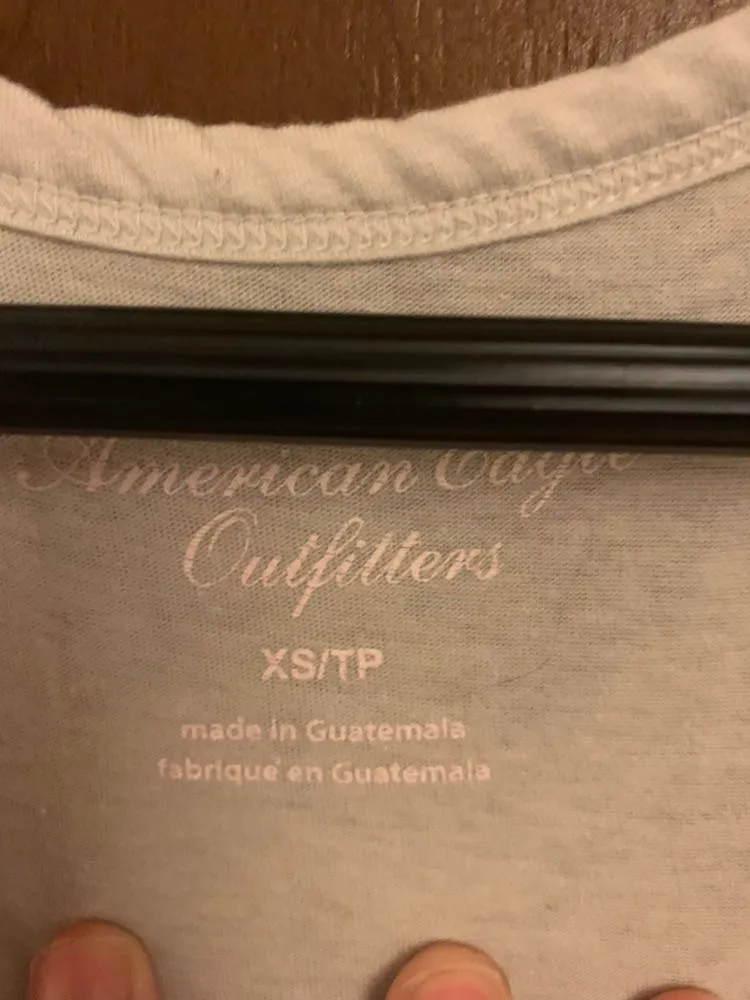 American Eagle
Outfitters
XS/TP
made in Guatemala
fabriqué en Guatemala